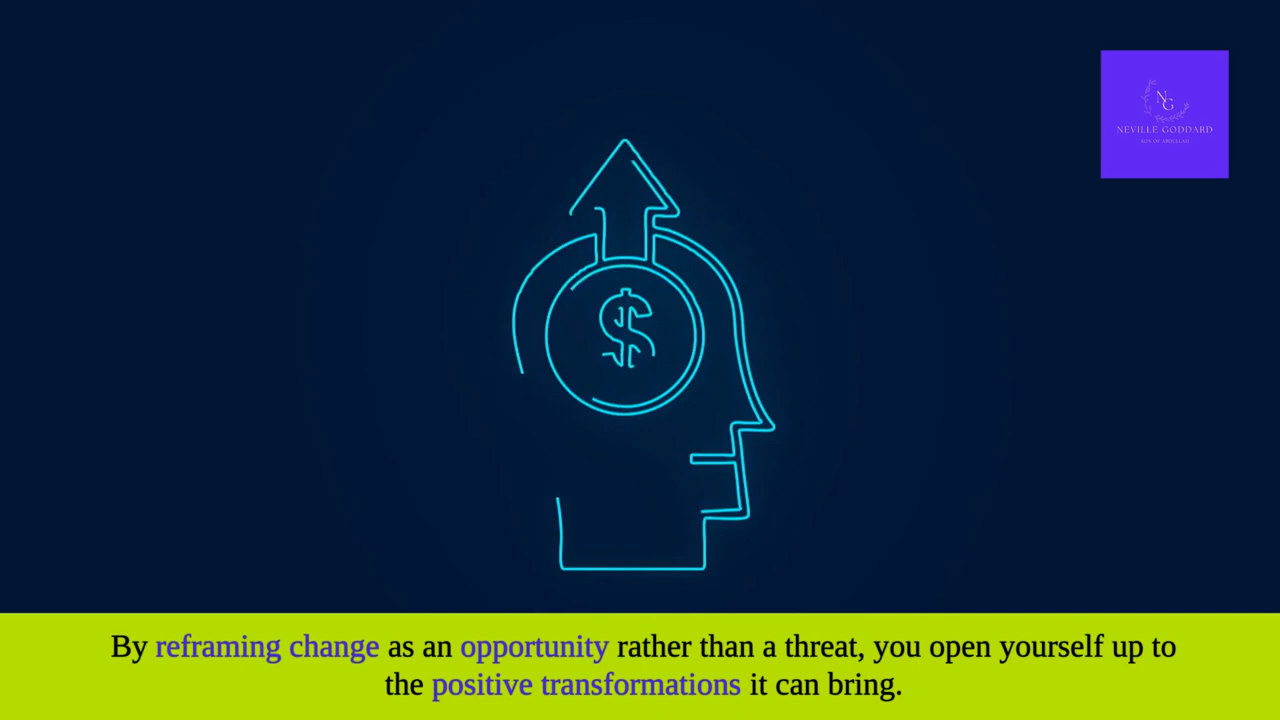 NG
NEVILLE GODDARD
$
By reframing change as an opportunity rather than a threat, you open yourself up to
the positive transformations it can bring.